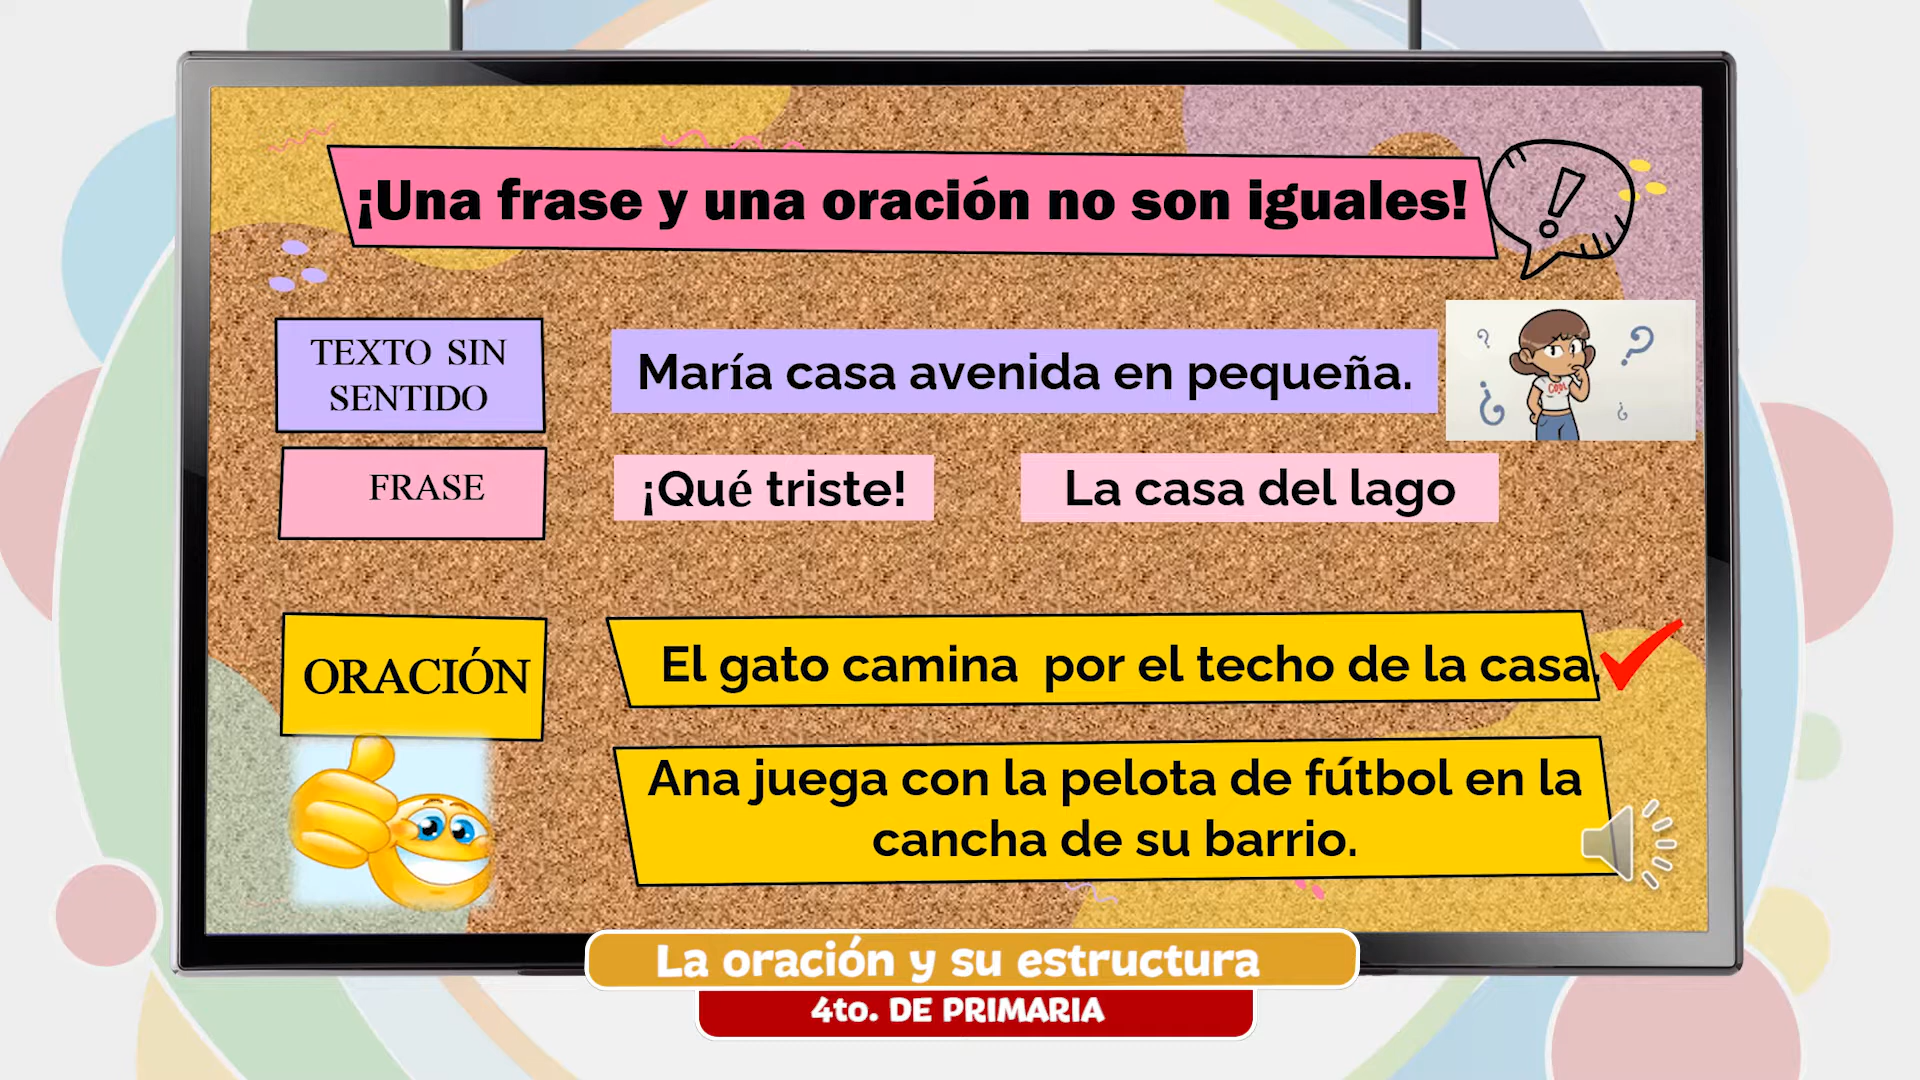 ¡Una frase y una oración no son iguales!
TEXTO SIN
SENTIDO
María casa avenida en pequeña.
FRASE
¡Qué triste!
La casa del lago
ORACIÓN
El gato camina por el techo de la casa.
Ana juega con la pelota de fútbol en la
cancha de su barrio.
La oración y su estructura
4to. DE PRIMARIA